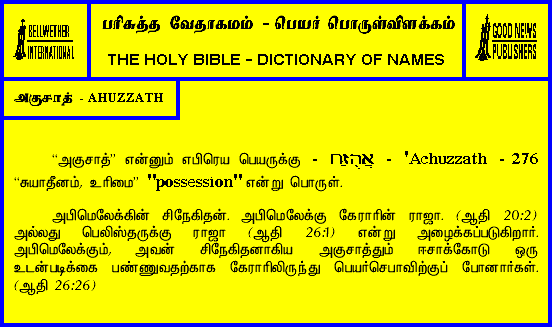 BELLWETHER
INTERNATIONAL
பரிசுத்த வேதாகமம் - பெயர் பொருள்விளக்கம்
THE HOLY BIBLE - DICTIONARY OF NAMES
GOOD NEWS
PUBLISHERS
அகுசாத் - AHUZZATH
“அகுசாத்” என்னும் எபிரெய பெயருக்கு - אֲחֻזַּת - 'Achuzzath - 276
“சுயாதீனம், உரிமை” "possession" என்று பொருள்.
அபிமெலேக்கின் சிநேகிதன். அபிமெலேக்கு கேராரின் ராஜா. (ஆதி 20:2)
அல்லது பெலிஸ்தருக்கு ராஜா (ஆதி 26:1) என்று அழைக்கப்படுகிறார்.
அபிமெலேக்கும், அவன் சிநேகிதனாகிய அகுசாத்தும் ஈசாக்கோடு ஒரு
உடன்படிக்கை பண்ணுவதற்காக கேராரிலிருந்து பெயர்செபாவிற்குப் போனார்கள்.
(ஆதி 26:26)